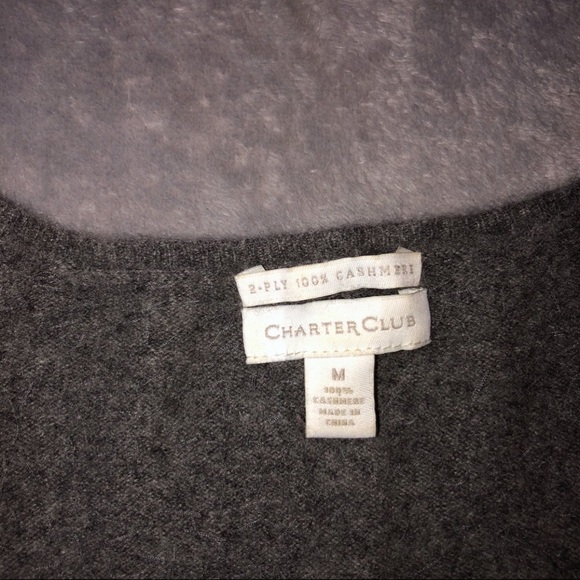 2-PLY 100% CASHMERE
CHARTER CLUB
M
100%
CASHMERE
MADE IN
CHINA